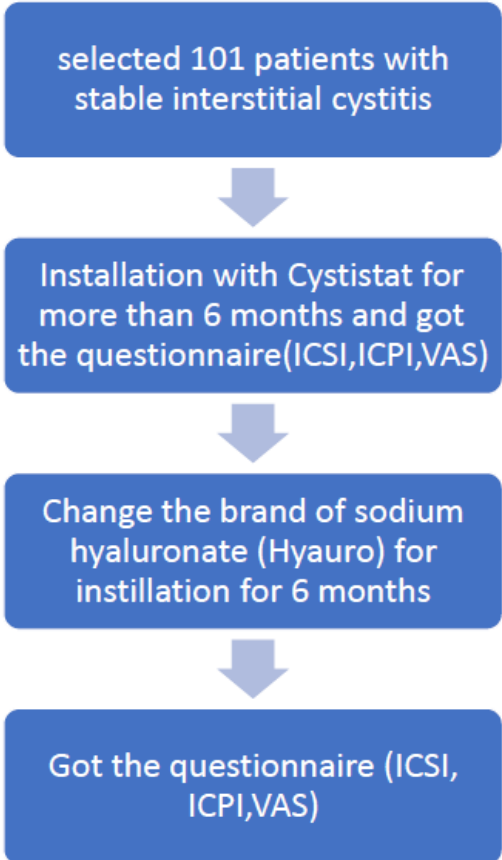 selected 101 patients with
stable interstitial cystitis
Installation with Cystistat for
more than 6 months and got
the questionnaire(ICSI,ICPI,VAS)
Change the brand of sodium
hyaluronate (Hyauro) for
instillation for 6 months
Got the questionnaire (ICSI,
ICPI,VAS)